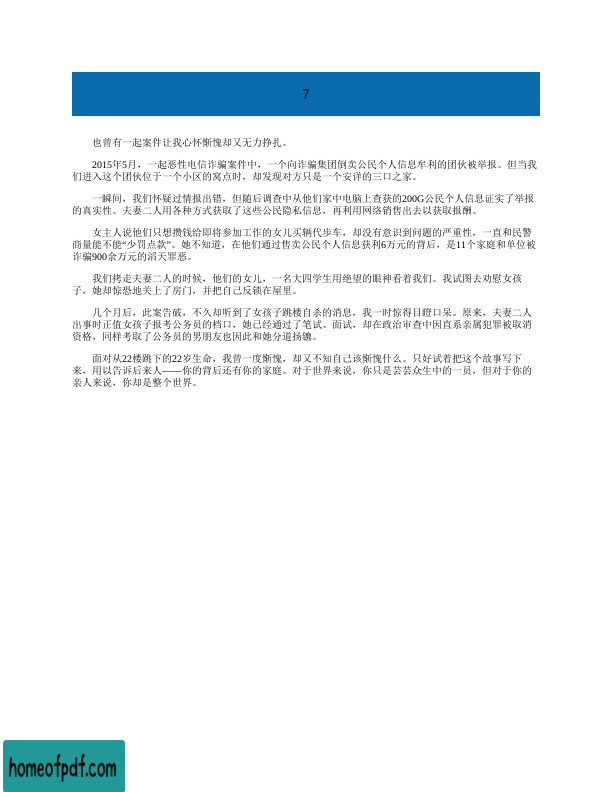 7
也曾有一起案件让我心怀惭愧却又无力挣扎。
2015年5月，一起恶性电信诈骗案件中，一个向诈骗集团倒卖公民个人信息牟利的团伙被举报。但当我
们进入这个团伙位于一个小区的窝点时，却发现对方只是一个安详的三口之家。
一瞬间，我们怀疑过情报出错，但随后调查中从他们家中电脑上查获的200G公民个人信息证实了举报
的真实性。夫妻二人用各种方式获取了这些公民隐私信息，再利用网络销售出去以获取报酬。
女主人说他们只想攒钱给即将参加工作的女儿买辆代步车，却没有意识到问题的严重性，一直和民警
商量能不能“少罚点款”。她不知道，在他们通过售卖公民个人信息获利6万元的背后，是11个家庭和单位被
诈骗900余万元的滔天罪恶。
我们拷走夫妻二人的时候，他们的女儿，一名大四学生用绝望的眼神看着我们。我试图去劝慰女孩
子，她却惊恐地关上了房门，并把自己反锁在屋里。
几个月后，此案告破，不久却听到了女孩子跳楼自杀的消息，我一时惊得目瞪口呆。原来，夫妻二人
出事时正值女孩子报考公务员的档口，她已经通过了笔试、面试，却在政治审查中因直系亲属犯罪被取消
资格，同样考取了公务员的男朋友也因此和她分道扬镳。
面对从22楼跳下的22岁生命，我曾一度惭愧，却又不知自己该惭愧什么。只好试着把这个故事写下
来，用以告诉后来人——你的背后还有你的家庭。对于世界来说，你只是芸芸众生中的一员，但对于你的
亲人来说，你却是整个世界。
homeofpdf.com